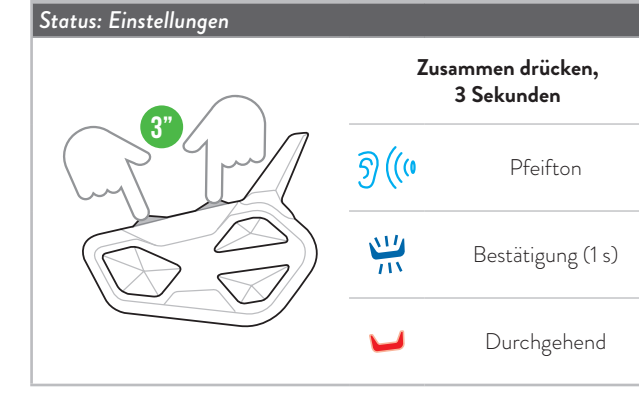 Status: Einstellungen
Zusammen drücken,
3 Sekunden
3”
Pfeifton
Bestätigung (1 s)
Durchgehend